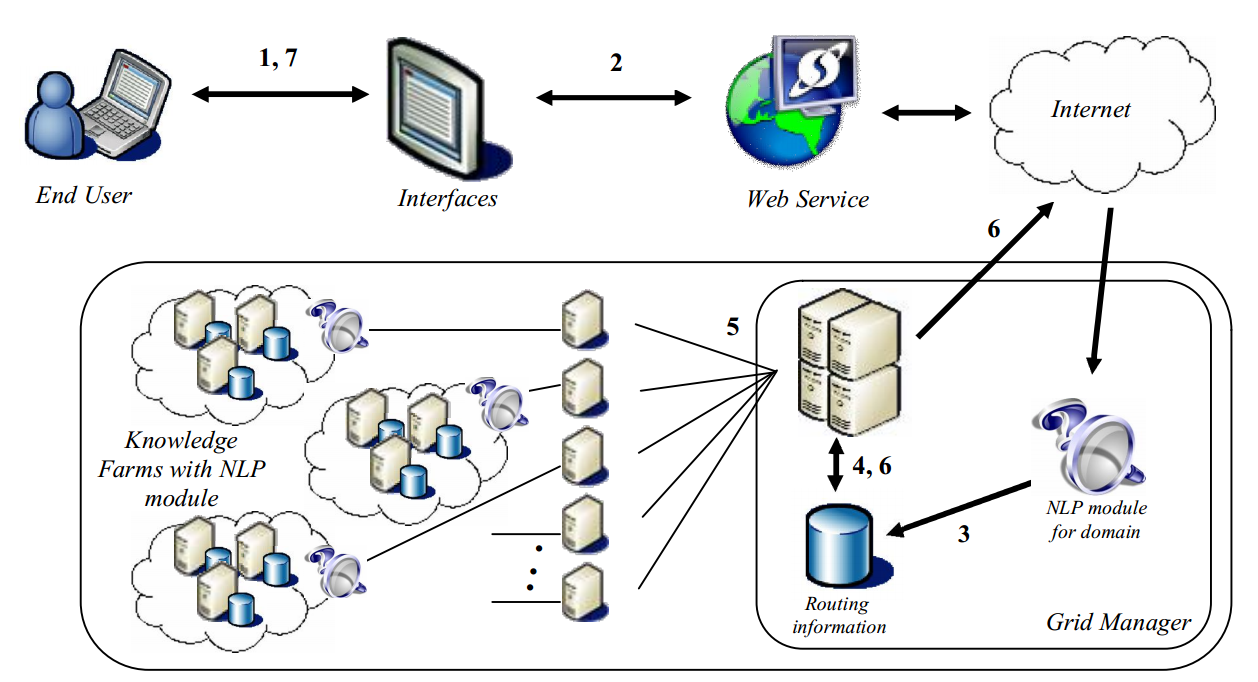 1, 7
2
Internet
End User
Interfaces
Web Service
6
5
Knowledge
Farms with NLP
module
4, 6
NLP module
for domain
3
Routing
information
Grid Manager